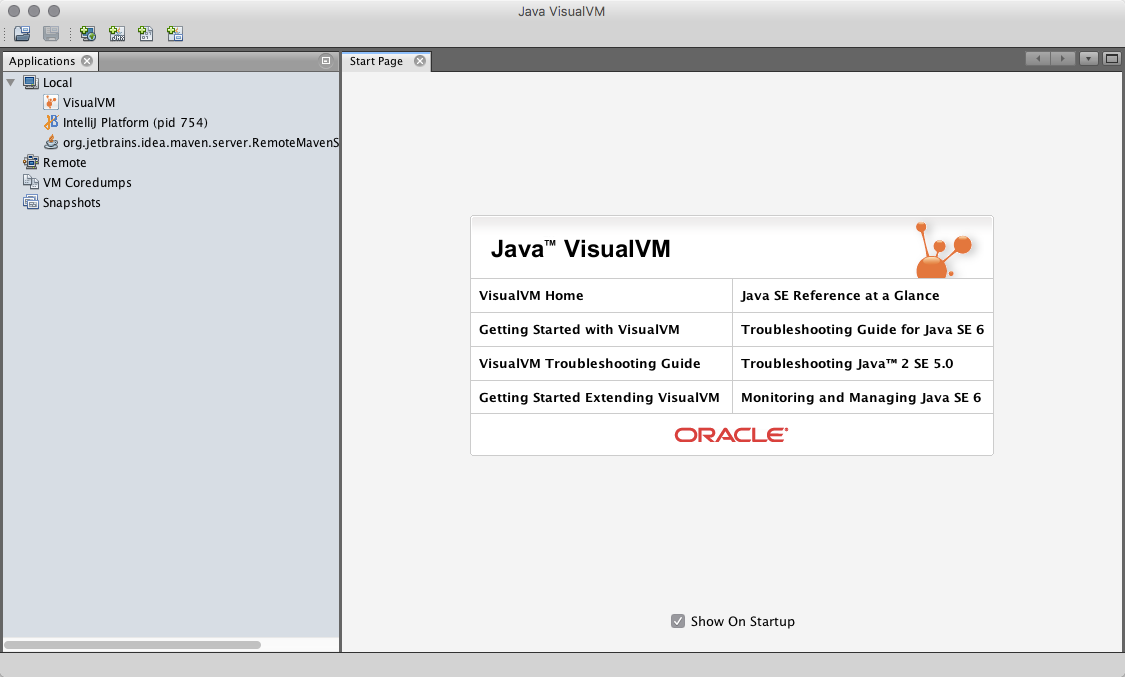 Java VisualVM
Applications
Start Page
Local
VisualVM
IntelliJ Platform (pid 754)
org.jetbrains.idea.maven.server.RemoteMavenS
Remote
VM Coredumps
Snapshots
Java™ VisualVM
VisualVM Home
Java SE Reference at a Glance
Getting Started with VisualVM
Troubleshooting Guide for Java SE 6
VisualVM Troubleshooting Guide
Troubleshooting Java™ 2 SE 5.0
Getting Started Extending VisualVM
Monitoring and Managing Java SE 6
ORACLE
Show On Startup